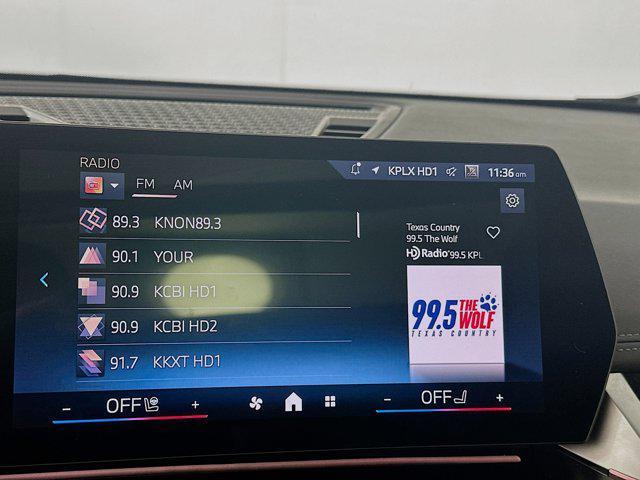 RADIO
KPLX HD1 11:36 am
FM AM
89.3 KNON89.3
90.1 YOUR
90.9 KCBI HD1
90.9 KCBI HD2
91.7 KKXT HD1
Texas Country
99.5 The Wolf
HD Radio 99.5 KPL
99.5 THE WOLF
TEXAS COUNTRY
- OFF + - OFF +